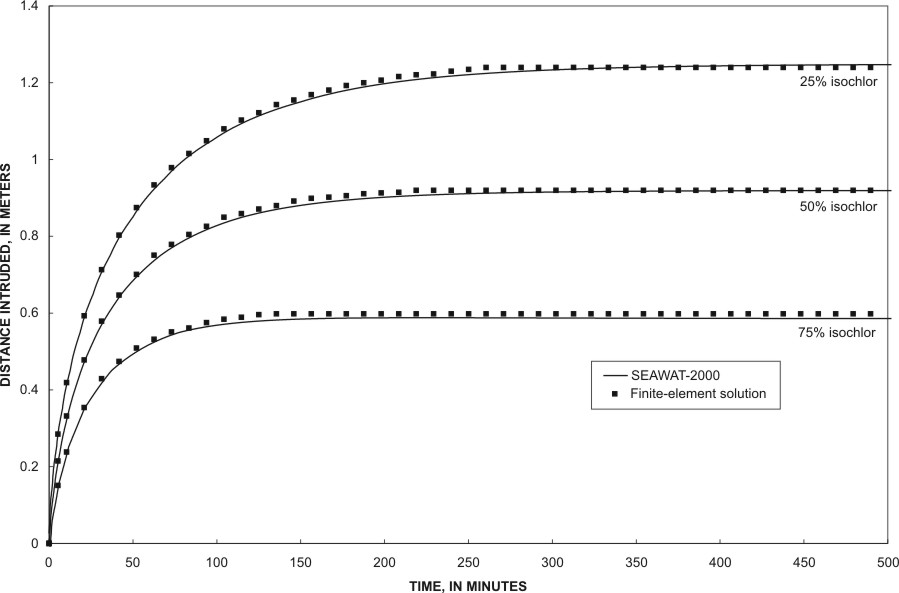 1.4
1.2
1
0.8
0.6
0.4
0.2
0
DISTANCE INTRUDED, IN METERS
25% isochlor
50% isochlor
75% isochlor
SEAWAT-2000
Finite-element solution
0 50 100 150 200 250 300 350 400 450 500
TIME, IN MINUTES